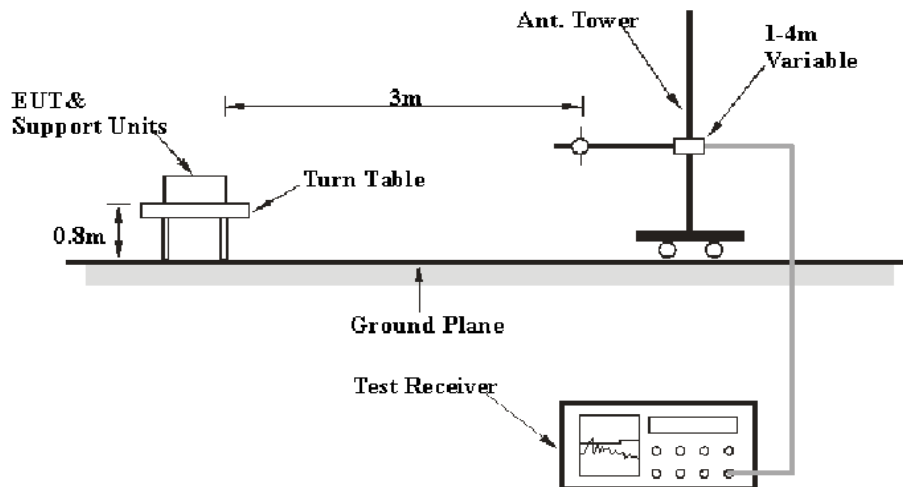 Ant. Tower
1-4m
Variable
3m
EUT&
Support Units
Turn Table
0.8m
Ground Plane
Test Receiver